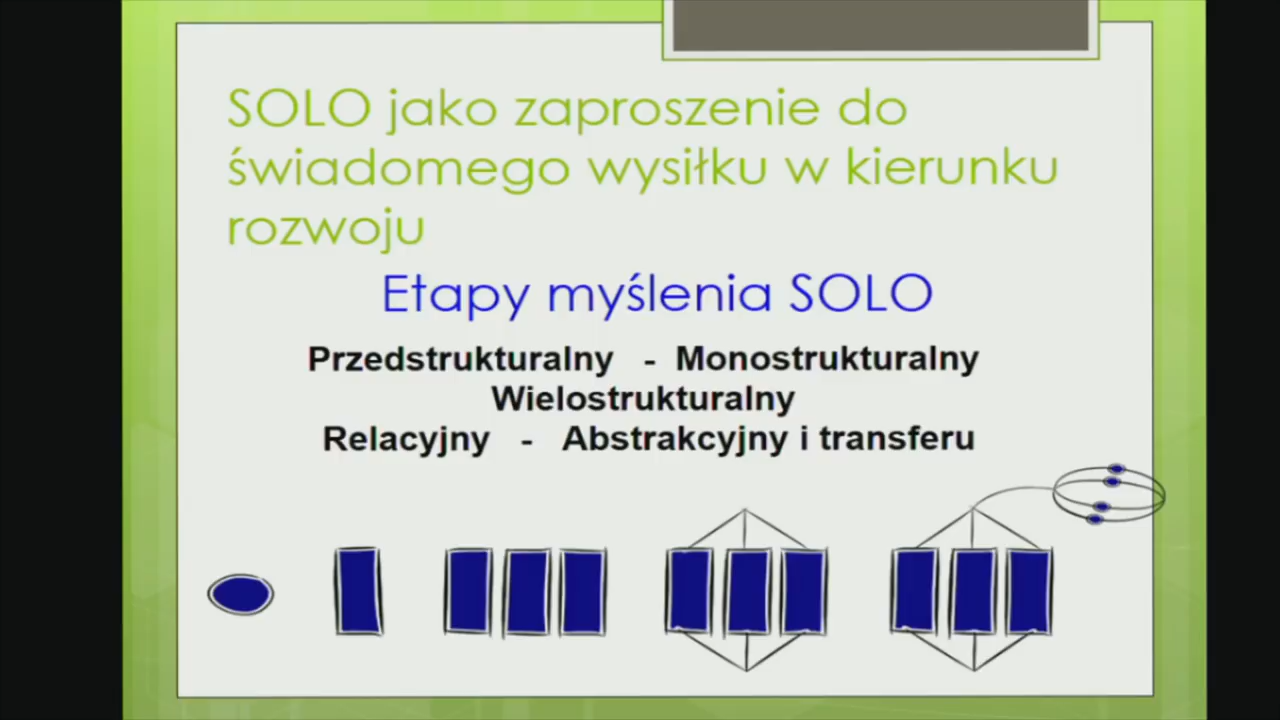 SOLO jako zaproszenie do
świadomego wysiłku w kierunku
rozwoju
Etapy myślenia SOLO
Przedstrukturalny - Monostrukturalny
Wielostrukturalny
Relacyjny - Abstrakcyjny i transferu